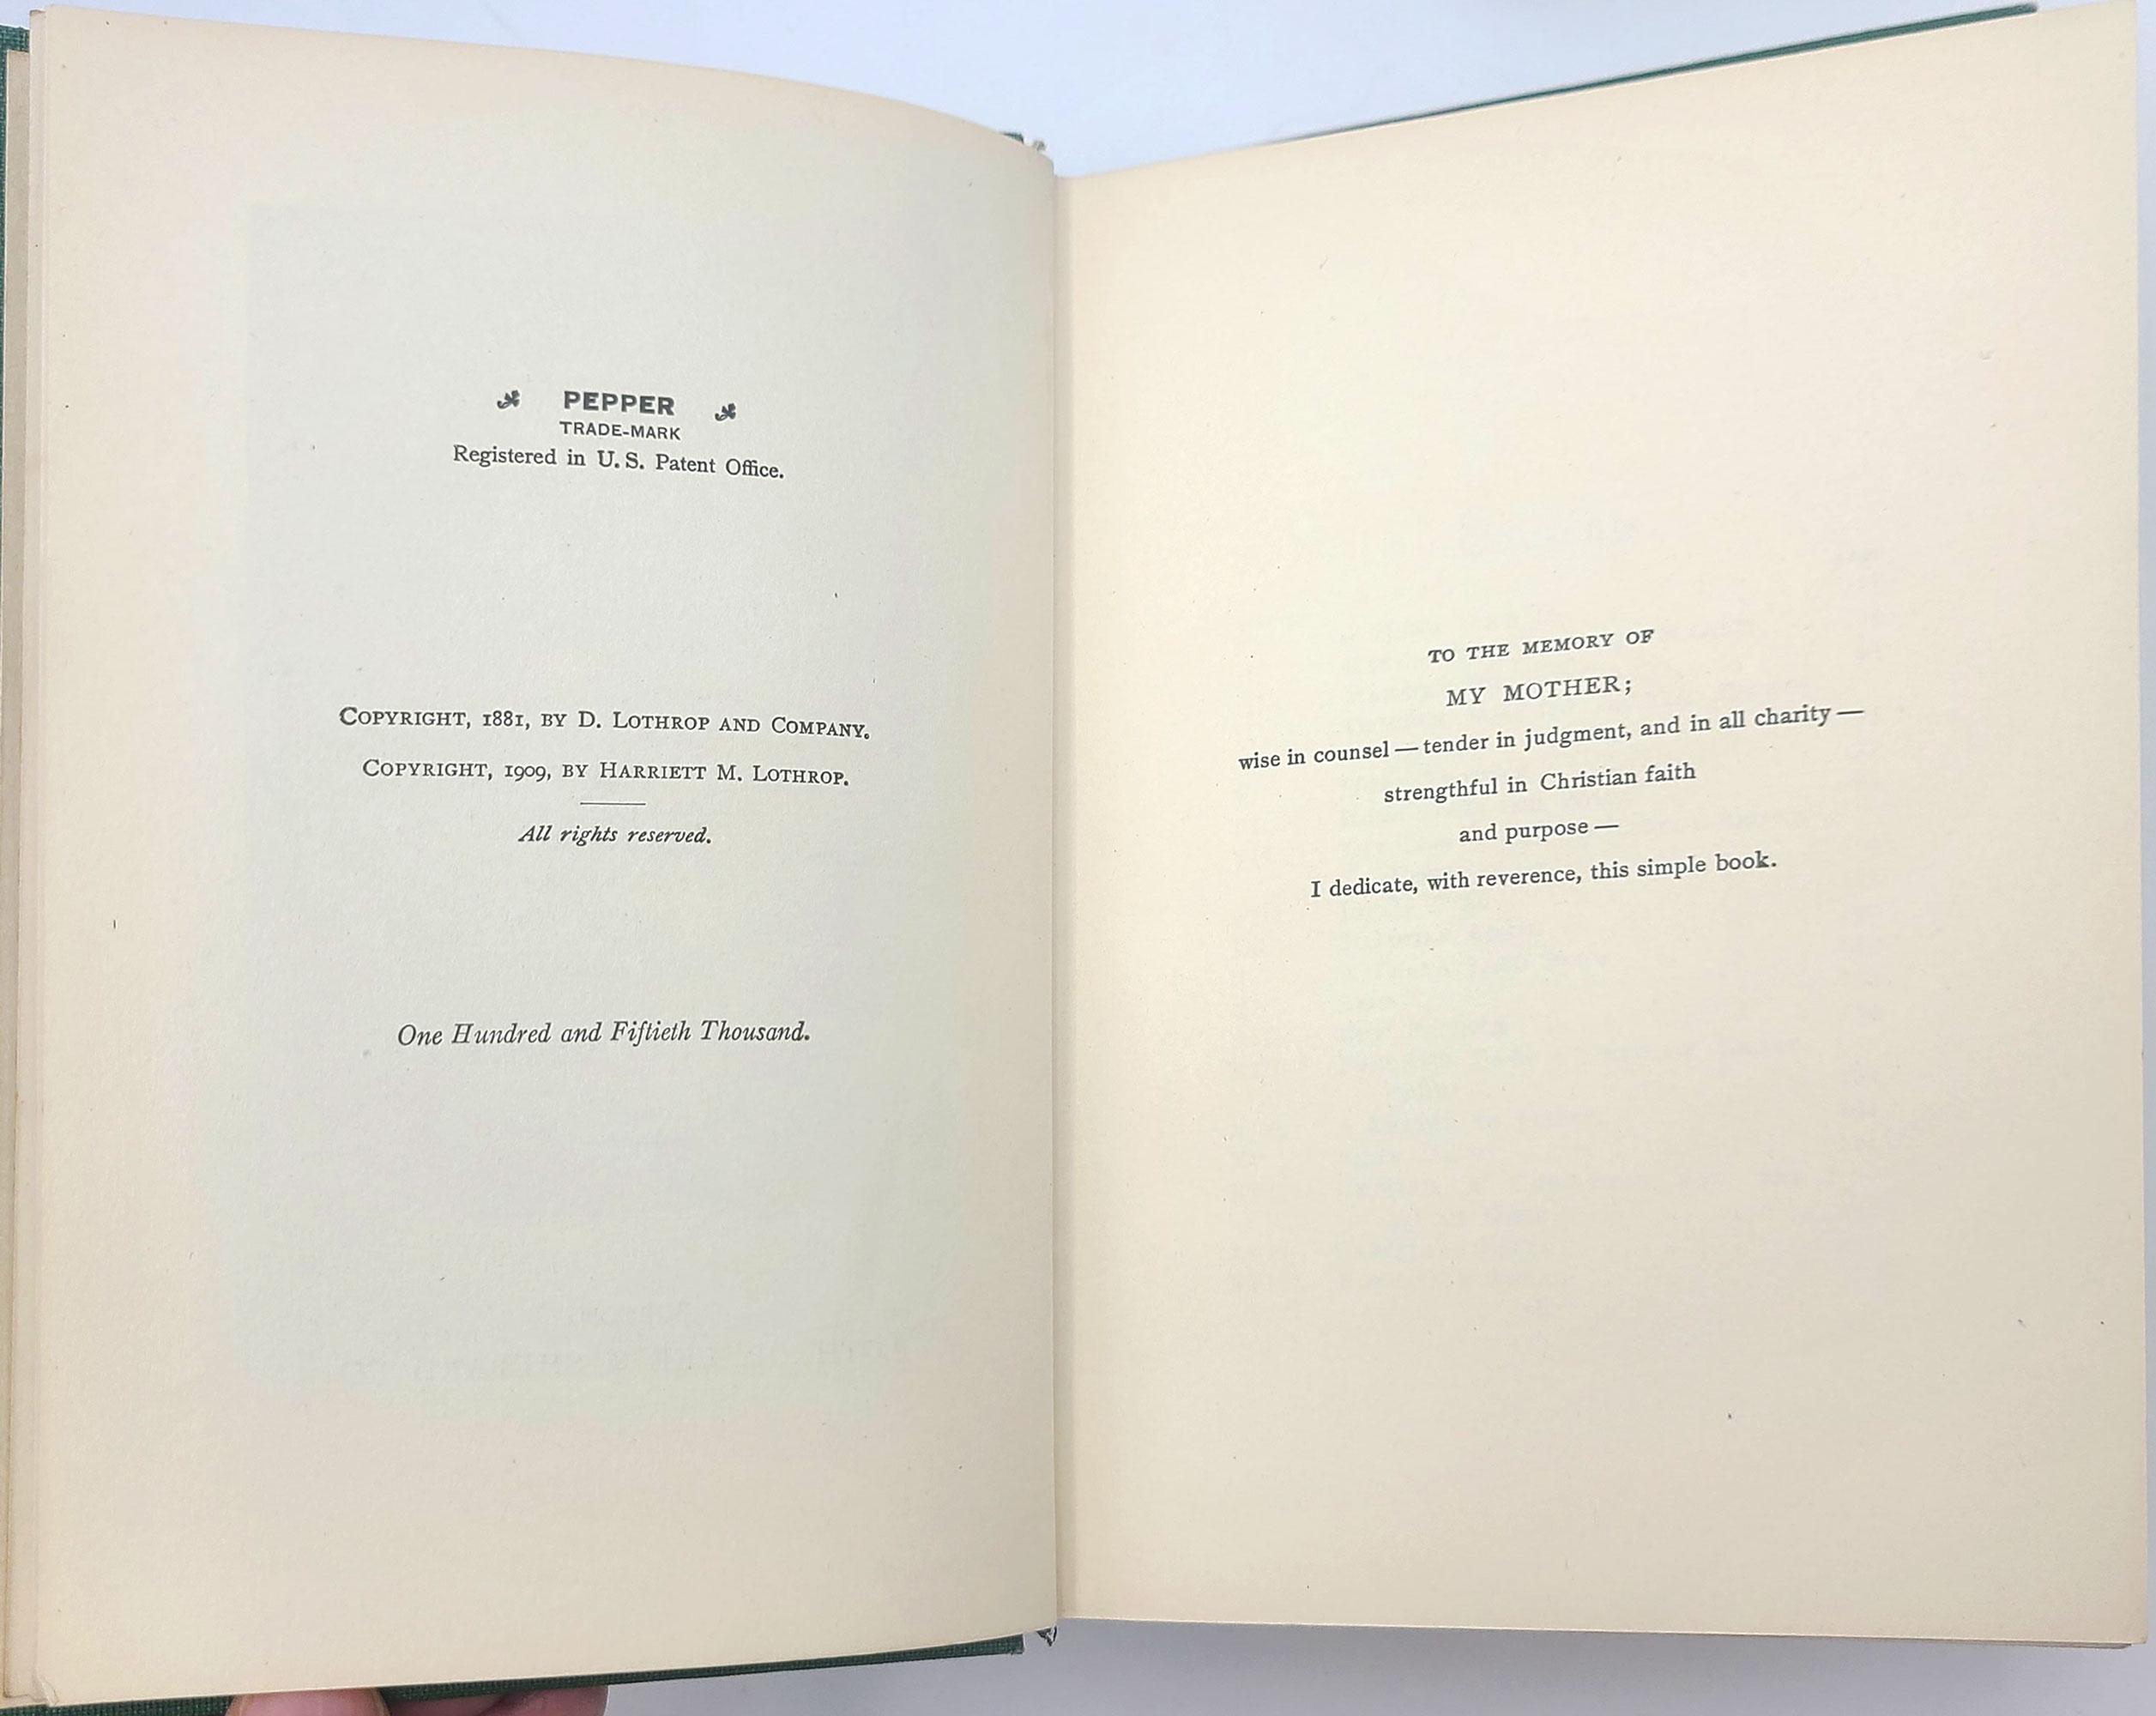 PEPPER
TRADE-MARK
Registered in U. S. Patent Office.
COPYRIGHT, 1881, BY D. LOTHROP AND COMPANY.
COPYRIGHT, 1909, BY HARRIETT M. LOTHROP.
All rights reserved.
One Hundred and Fiftieth Thousand.
TO THE MEMORY OF
MY MOTHER;
wise in counsel — tender in judgment, and in all charity —
strengthful in Christian faith
and purpose —
I dedicate, with reverence, this simple book.